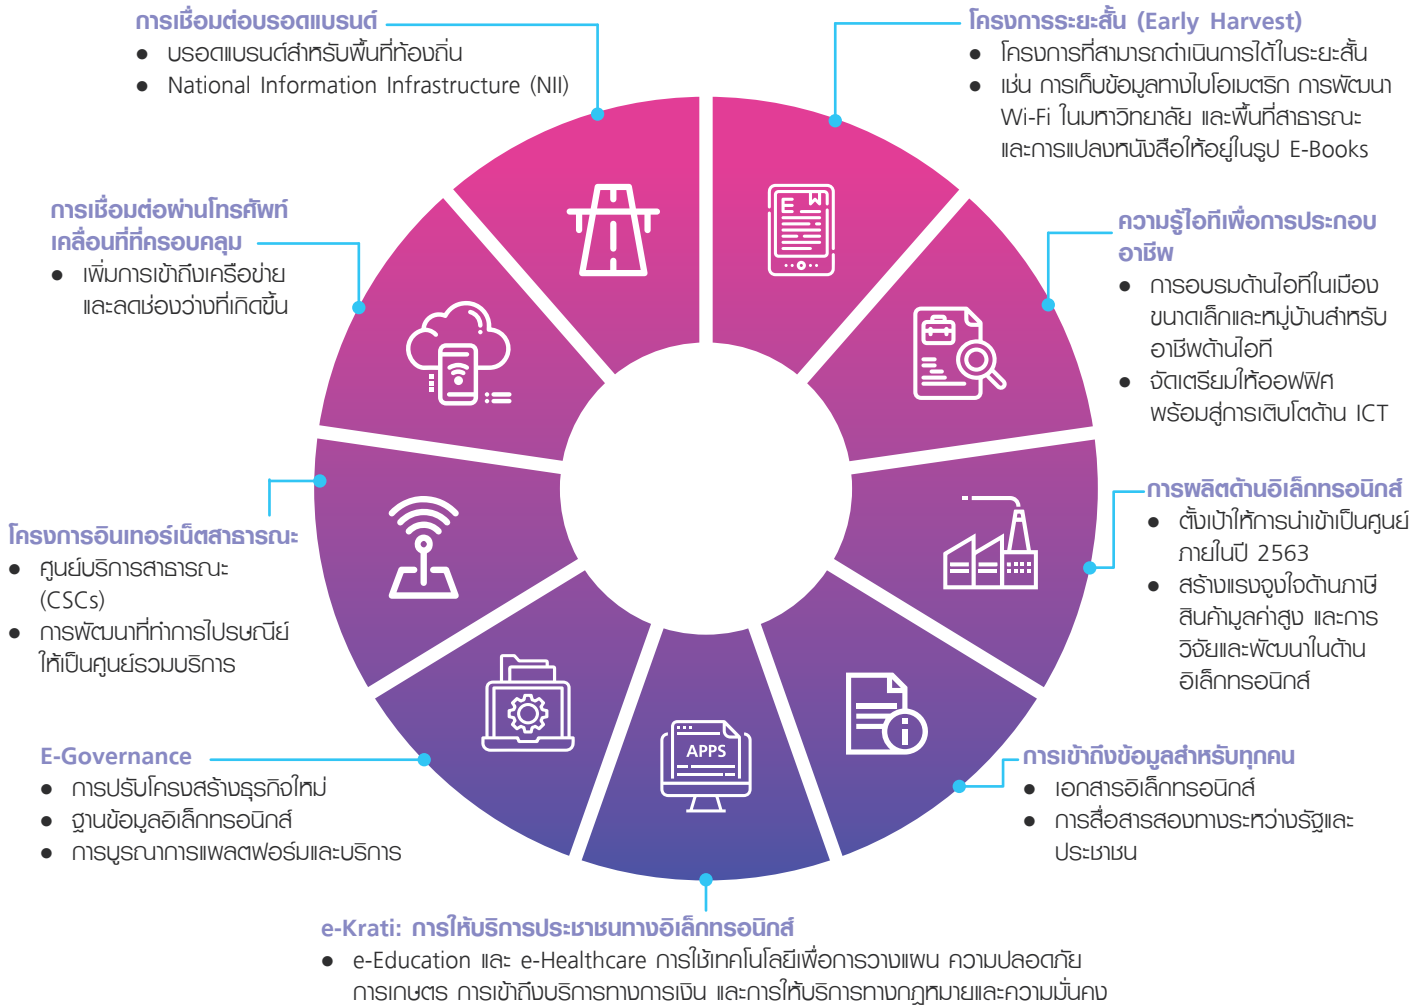 การเชื่อมต่อบรอดแบรนด์
● บรอดแบรนด์สำหรับพื้นที่ท้องถิ่น
● National Information Infrastructure (NII)
โครงการระยะสั้น (Early Harvest)
● โครงการที่สามารถดำเนินการได้ในระยะสั้น
● เช่น การเก็บข้อมูลทางไบโอเมตริก การพัฒนา
Wi-Fi ในมหาวิทยาลัย และพื้นที่สาธารณะ
และการแปลงหนังสือให้อยู่ในรูป E-Books
การเชื่อมต่อผ่านโทรศัพท์
เคลื่อนที่ที่ครอบคลุม
● เพิ่มการเข้าถึงเครือข่าย
และลดช่องว่างที่เกิดขึ้น
ความรู้ไอทีเพื่อการประกอบ
อาชีพ
● การอบรมด้านไอทีในเมือง
ขนาดเล็กและหมู่บ้านสำหรับ
อาชีพด้านไอที
● จัดเตรียมให้ออฟฟิศ
พร้อมสู่การเติบโตด้าน ICT
E
การผลิตด้านอิเล็กทรอนิกส์
● ตั้งเป้าให้การนำเข้าเป็นศูนย์
ภายในปี 2563
● สร้างแรงจูงใจด้านภาษี
สินค้ามูลค่าสูง และการ
วิจัยและพัฒนาในด้าน
อิเล็กทรอนิกส์
โครงการอินเทอร์เน็ตสาธารณะ
● ศูนย์บริการสาธารณะ
(CSCs)
● การพัฒนาที่ทำการไปรษณีย์
ให้เป็นศูนย์รวมบริการ
APPS
E-Governance
● การปรับโครงสร้างธุรกิจใหม่
● ฐานข้อมูลอิเล็กทรอนิกส์
● การบูรณาการแพลตฟอร์มและบริการ
การเข้าถึงข้อมูลสำหรับทุกคน
● เอกสารอิเล็กทรอนิกส์
● การสื่อสารสองทางระหว่างรัฐและ
ประชาชน
e-Krati: การให้บริการประชาชนทางอิเล็กทรอนิกส์
● e-Education และ e-Healthcare การใช้เทคโนโลยีเพื่อการวางแผน ความปลอดภัย
การเกษตร การเข้าถึงบริการทางการเงิน และการให้บริการทางกฎหมายและความมั่นคง